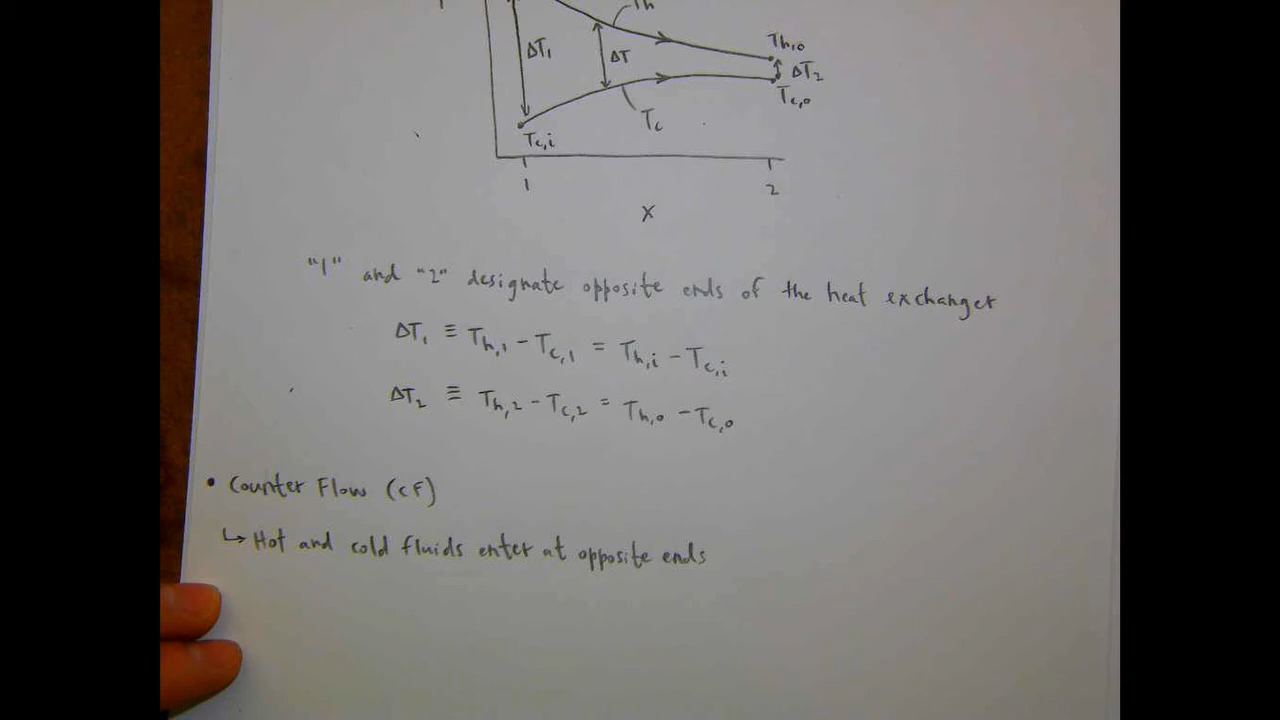 Th
ΔT₁
ΔT
Th,o
ΔT₂
Tc,o
Tc
Tc,i
1
2
x
"1" and "2" designate opposite ends of the heat exchanger
ΔT₁ ≡ Th,1 - Tc,1 = Th,i - Tc,i
ΔT₂ ≡ Th,2 - Tc,2 = Th,o - Tc,o
• Counter Flow (CF)
↳ Hot and cold fluids enter at opposite ends